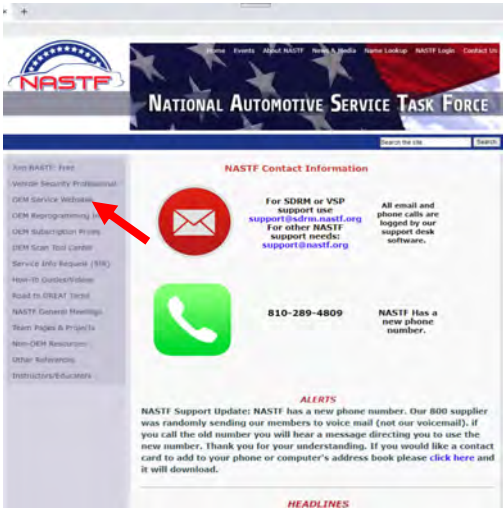 Home Events About NASTF News & Media Name Lookup NASTF Login Contact Us
NASTF
NATIONAL AUTOMOTIVE SERVICE TASK FORCE
Search the site
Search
Join NASTF: Free
Vehicle Security Professional
OEM Service Websites
OEM Reprogramming
OEM Subscription Prices
OEM Scan Tool Center
Service Info Request (SIR)
How-to Guides/Videos
Road to GREAT Tech!
NASTF General Meetings
Team Pages & Projects
Non-OEM Resources
Other References
Instructors/Educators
NASTF Contact Information
For SDRM or VSP
support use
support@sdrm.nastf.org
For other NASTF
support needs:
support@nastf.org
All email and
phone calls are
logged by our
support desk
software.
810-289-4809
NASTF Has a
new phone
number.
ALERTS
NASTF Support Update: NASTF has a new phone number. Our 800 supplier
was randomly sending our members to voice mail (not our voicemail). if
you call the old number you will hear a message directing you to use the
new number. Thank you for your understanding. If you would like a contact
card to add to your phone or computer's address book please click here and
it will download.
HEADLINES